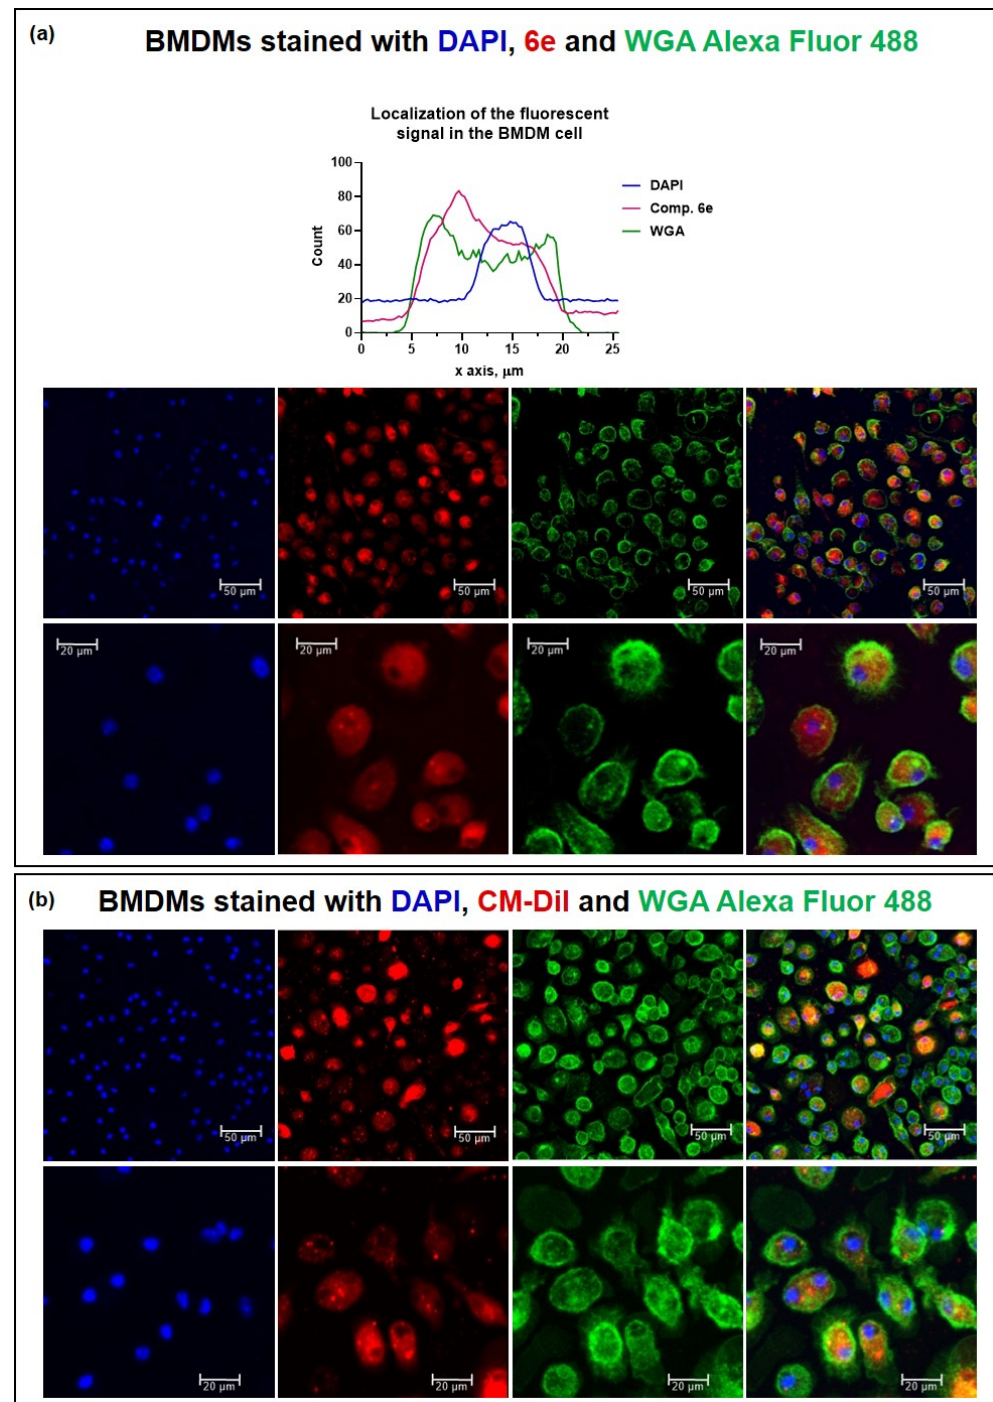 (a)
BMDMs stained with DAPI, 6e and WGA Alexa Fluor 488
Localization of the fluorescent
signal in the BMDM cell
100
80
60
40
20
0
Count
0 5 10 15 20 25
x axis, μm
DAPI
Comp. 6e
WGA
50 μm
50 μm
50 μm
50 μm
20 μm
20 μm
20 μm
20 μm
(b)
BMDMs stained with DAPI, CM-DiI and WGA Alexa Fluor 488
50 μm
50 μm
50 μm
50 μm
20 μm
20 μm
20 μm
20 μm